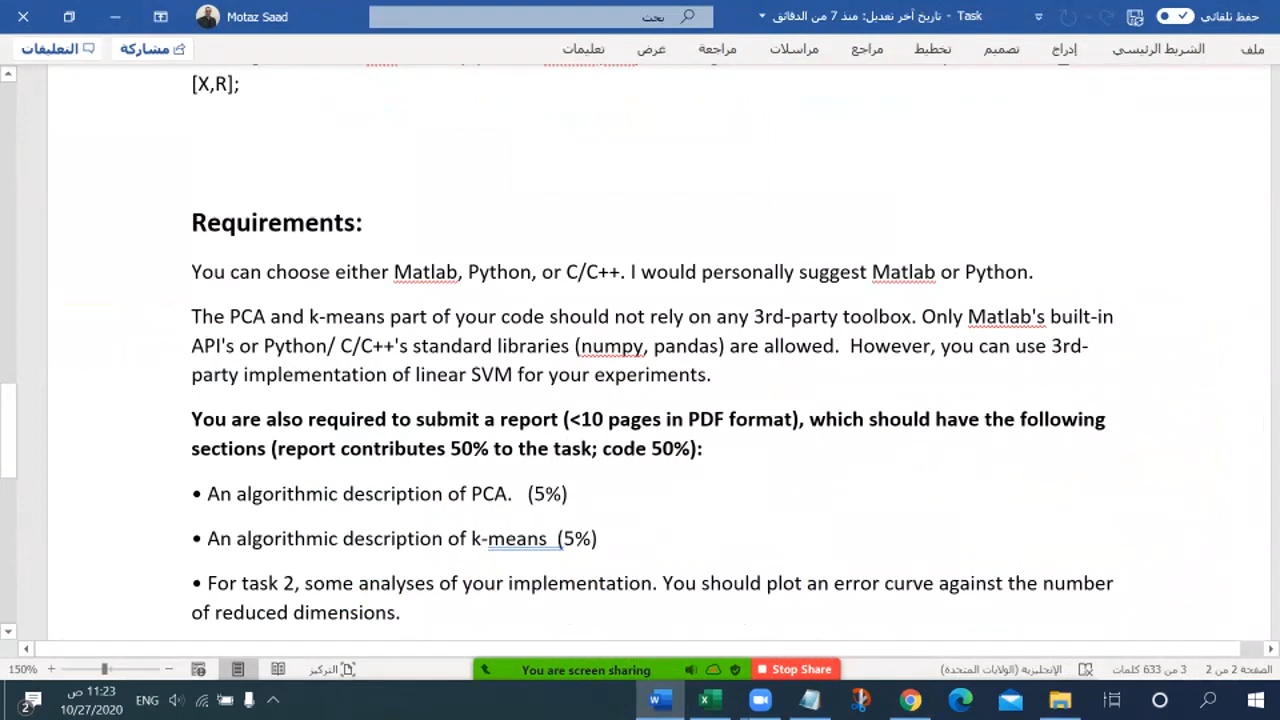 Motaz Saad
بحث
Task - تاريخ آخر تعديل: منذ 7 من الدقائق
حفظ تلقائي
ملف الشريط الرئيسي إدراج تصميم تخطيط مراجع مراسلات مراجعة عرض تعليمات مشاركة التعليقات
[X,R];
Requirements:
You can choose either Matlab, Python, or C/C++. I would personally suggest Matlab or Python.
The PCA and k-means part of your code should not rely on any 3rd-party toolbox. Only Matlab's built-in
API's or Python/ C/C++'s standard libraries (numpy, pandas) are allowed.  However, you can use 3rd-
party implementation of linear SVM for your experiments.
You are also required to submit a report (<10 pages in PDF format), which should have the following
sections (report contributes 50% to the task; code 50%):
• An algorithmic description of PCA.   (5%)
• An algorithmic description of k-means  (5%)
• For task 2, some analyses of your implementation. You should plot an error curve against the number
of reduced dimensions.
الصفحة 2 من 2 3 من 633 كلمات الإنجليزية (الولايات المتحدة)
You are screen sharing Stop Share
التركيز 150%
11:23 ص
ENG
10/27/2020
2